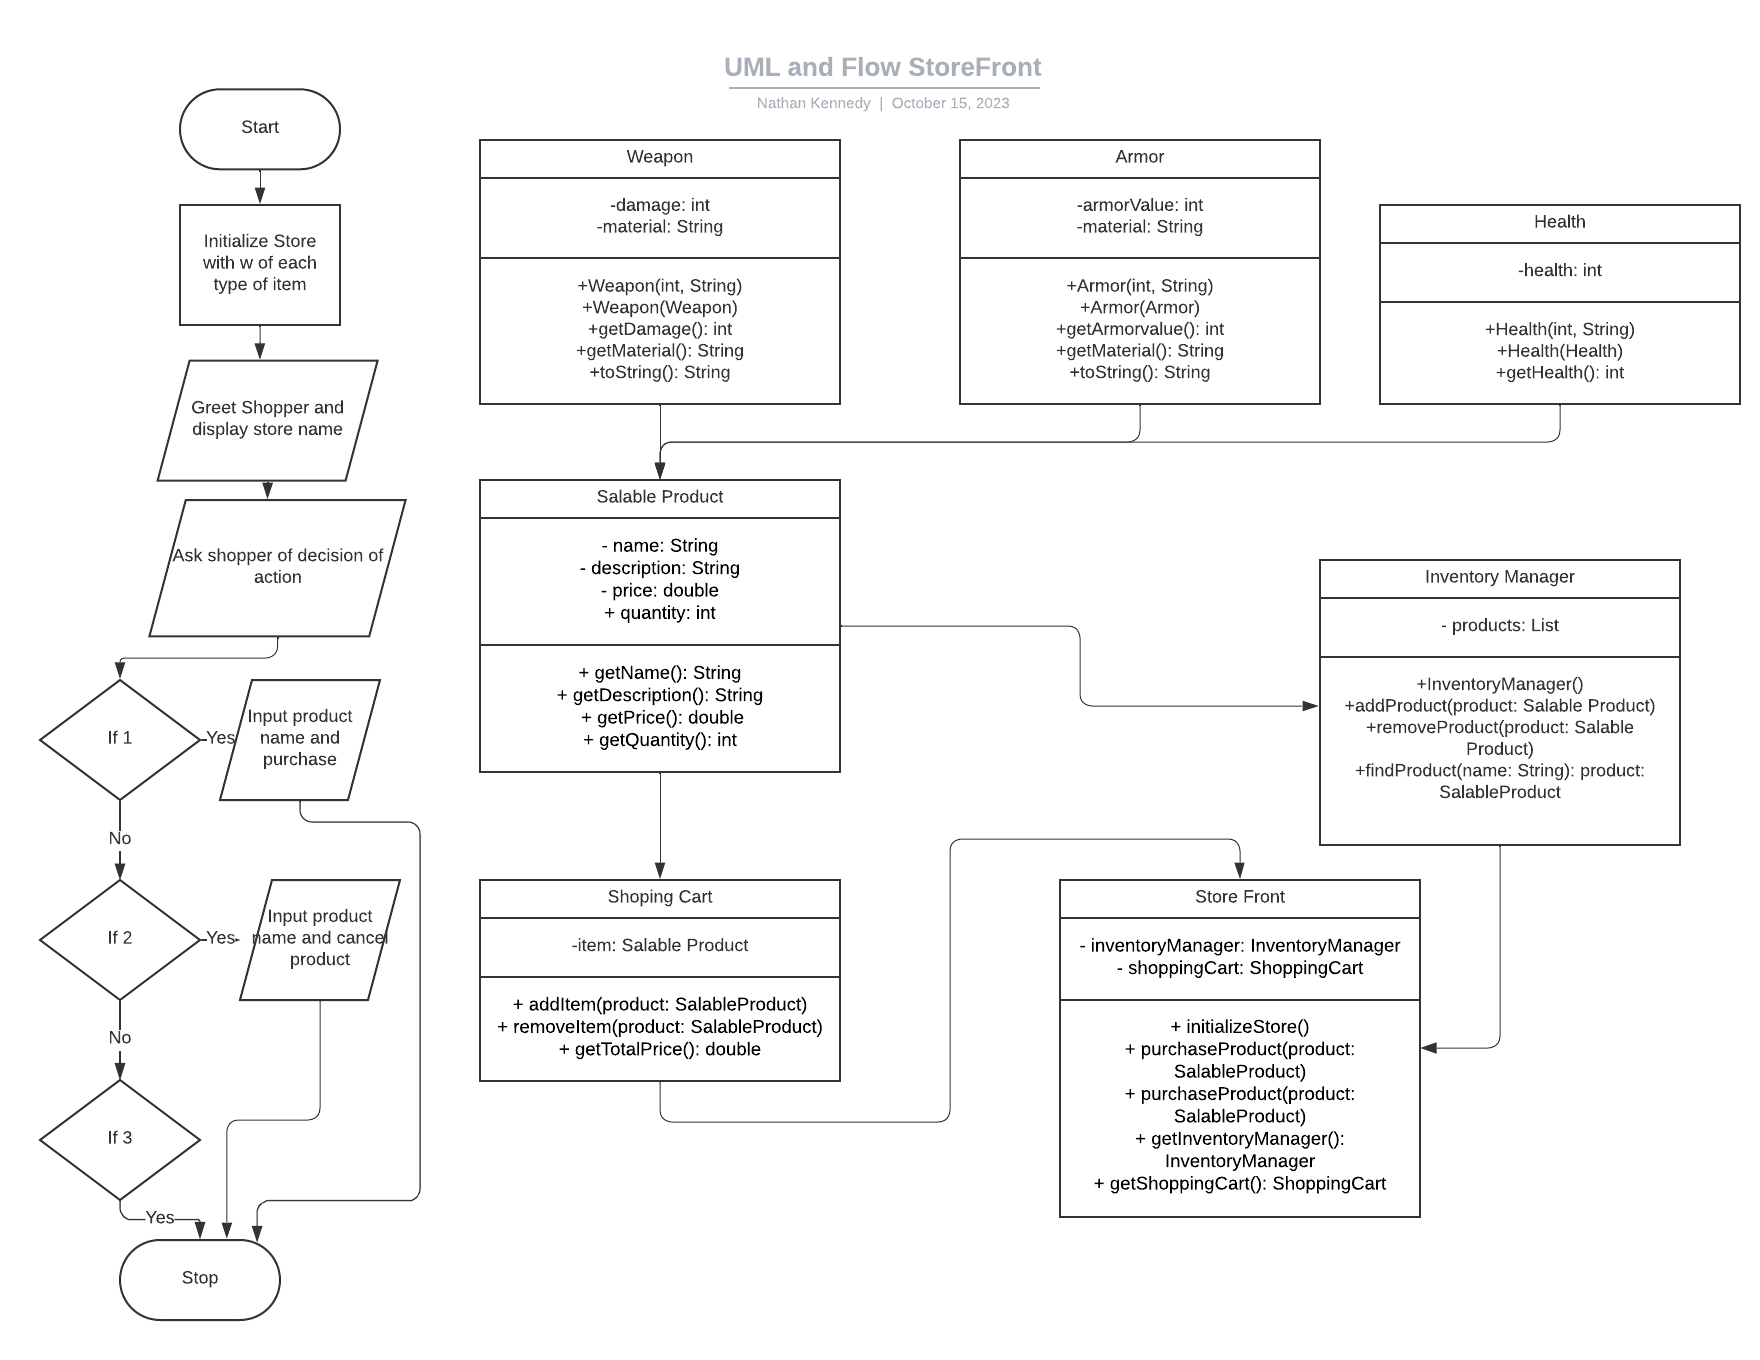 UML and Flow StoreFront
Nathan Kennedy | October 15, 2023
Start
Initialize Store
with w of each
type of item
Greet Shopper and
display store name
Ask shopper of decision of
action
If 1
Yes
Input product
name and
purchase
No
If 2
Yes
Input product
name and cancel
product
No
If 3
Yes
Stop
Weapon
-damage: int
-material: String
+Weapon(int, String)
+Weapon(Weapon)
+getDamage(): int
+getMaterial(): String
+toString(): String
Armor
-armorValue: int
-material: String
+Armor(int, String)
+Armor(Armor)
+getArmorvalue(): int
+getMaterial(): String
+toString(): String
Health
-health: int
+Health(int, String)
+Health(Health)
+getHealth(): int
Salable Product
- name: String
- description: String
- price: double
+ quantity: int
+ getName(): String
+ getDescription(): String
+ getPrice(): double
+ getQuantity(): int
Inventory Manager
- products: List
+InventoryManager()
+addProduct(product: Salable Product)
+removeProduct(product: Salable
Product)
+findProduct(name: String): product:
SalableProduct
Shoping Cart
-item: Salable Product
+ addItem(product: SalableProduct)
+ removeItem(product: SalableProduct)
+ getTotalPrice(): double
Store Front
- inventoryManager: InventoryManager
- shoppingCart: ShoppingCart
+ initializeStore()
+ purchaseProduct(product:
SalableProduct)
+ purchaseProduct(product:
SalableProduct)
+ getInventoryManager():
InventoryManager
+ getShoppingCart(): ShoppingCart